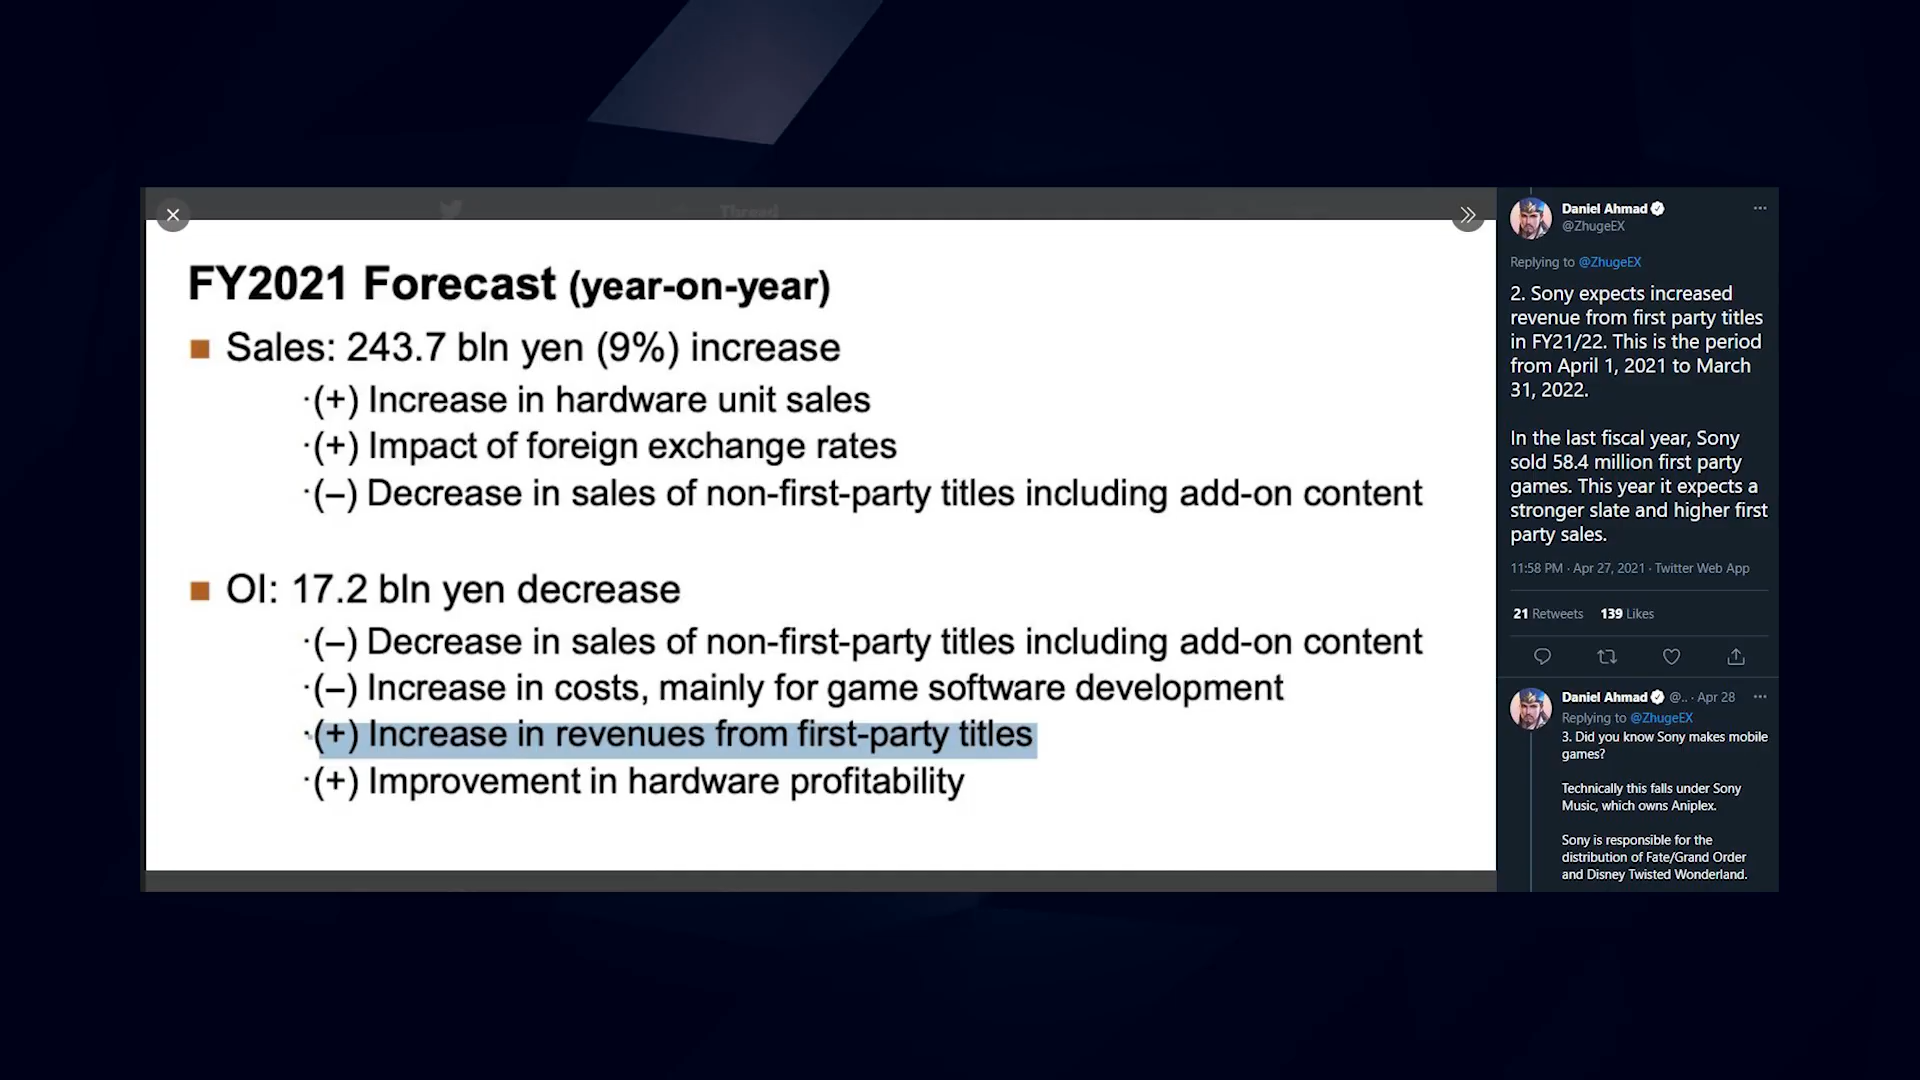 Thread
FY2021 Forecast (year-on-year)
Sales: 243.7 bln yen (9%) increase
·(+) Increase in hardware unit sales
·(+) Impact of foreign exchange rates
·(–) Decrease in sales of non-first-party titles including add-on content
OI: 17.2 bln yen decrease
·(–) Decrease in sales of non-first-party titles including add-on content
·(–) Increase in costs, mainly for game software development
·(+) Increase in revenues from first-party titles
·(+) Improvement in hardware profitability
Daniel Ahmad
@ZhugeEX
Replying to @ZhugeEX
2. Sony expects increased
revenue from first party titles
in FY21/22. This is the period
from April 1, 2021 to March
31, 2022.
In the last fiscal year, Sony
sold 58.4 million first party
games. This year it expects a
stronger slate and higher first
party sales.
11:58 PM · Apr 27, 2021 · Twitter Web App
21 Retweets 139 Likes
Daniel Ahmad @.. · Apr 28
Replying to @ZhugeEX
3. Did you know Sony makes mobile
games?
Technically this falls under Sony
Music, which owns Aniplex.
Sony is responsible for the
distribution of Fate/Grand Order
and Disney Twisted Wonderland.